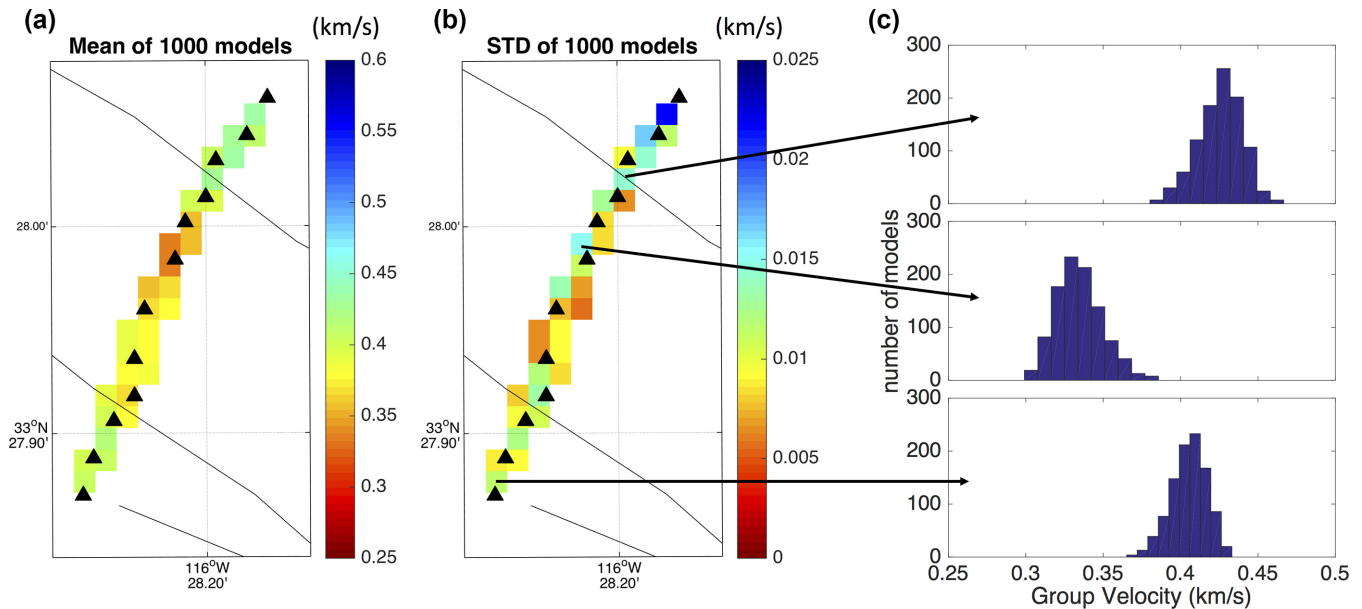 (a)
(km/s)
Mean of 1000 models
0.6
0.55
0.5
0.45
0.4
0.35
0.3
0.25
28.00'
33°N
27.90'
116°W
28.20'
(b)
(km/s)
STD of 1000 models
0.025
0.02
0.015
0.01
0.005
0
28.00'
33°N
27.90'
116°W
28.20'
(c)
300
200
100
0
300
200
100
0
300
200
100
0
number of models
0.25
0.3
0.35
0.4
0.45
0.5
Group Velocity (km/s)